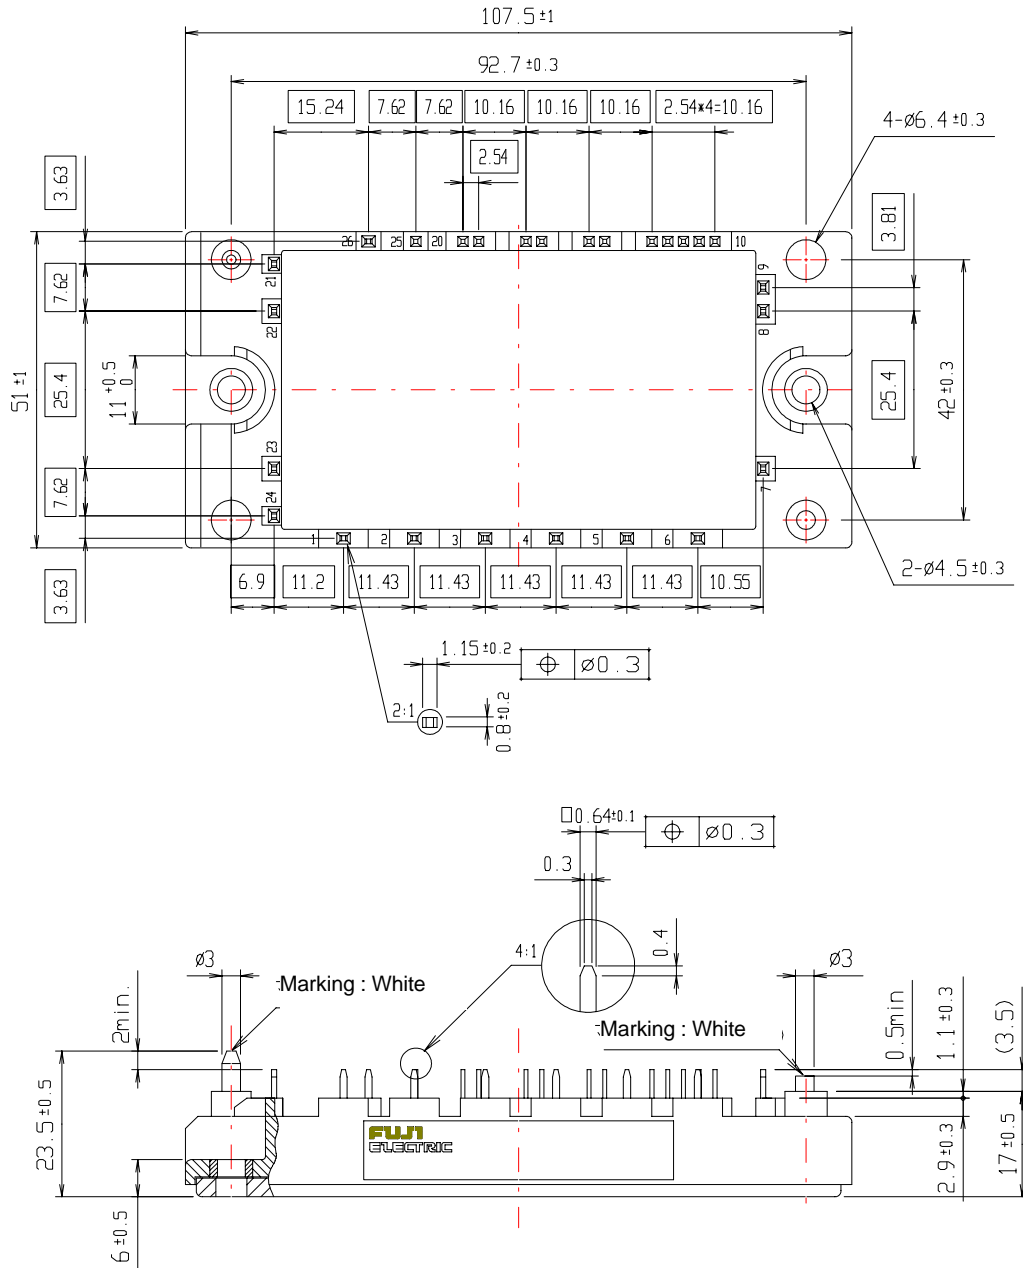 107.5±1
92.7±0.3
15.24 7.62 7.62 10.16 10.16 10.16 2.54*4=10.16
4-ø6.4±0.3
2.54
3.63
3.81
26 25 20 10
21 9
7.62
22 8
51±1
11 +0.5 0
25.4
25.4
42±0.3
23
7.62
24 7
1 2 3 4 5 6
3.63
6.9 11.2 11.43 11.43 11.43 11.43 11.43 10.55
2-ø4.5±0.3
1.15±0.2
ø0.3
2:1
0.8±0.2
□0.64±0.1
ø0.3
0.3
0.4
4:1
ø3
Marking : White
2min.
Marking : White
ø3
0.5min
1.1±0.3
(3.5)
23.5±0.5
FUJI
ELECTRIC
2.9±0.3
17±0.5
6±0.5